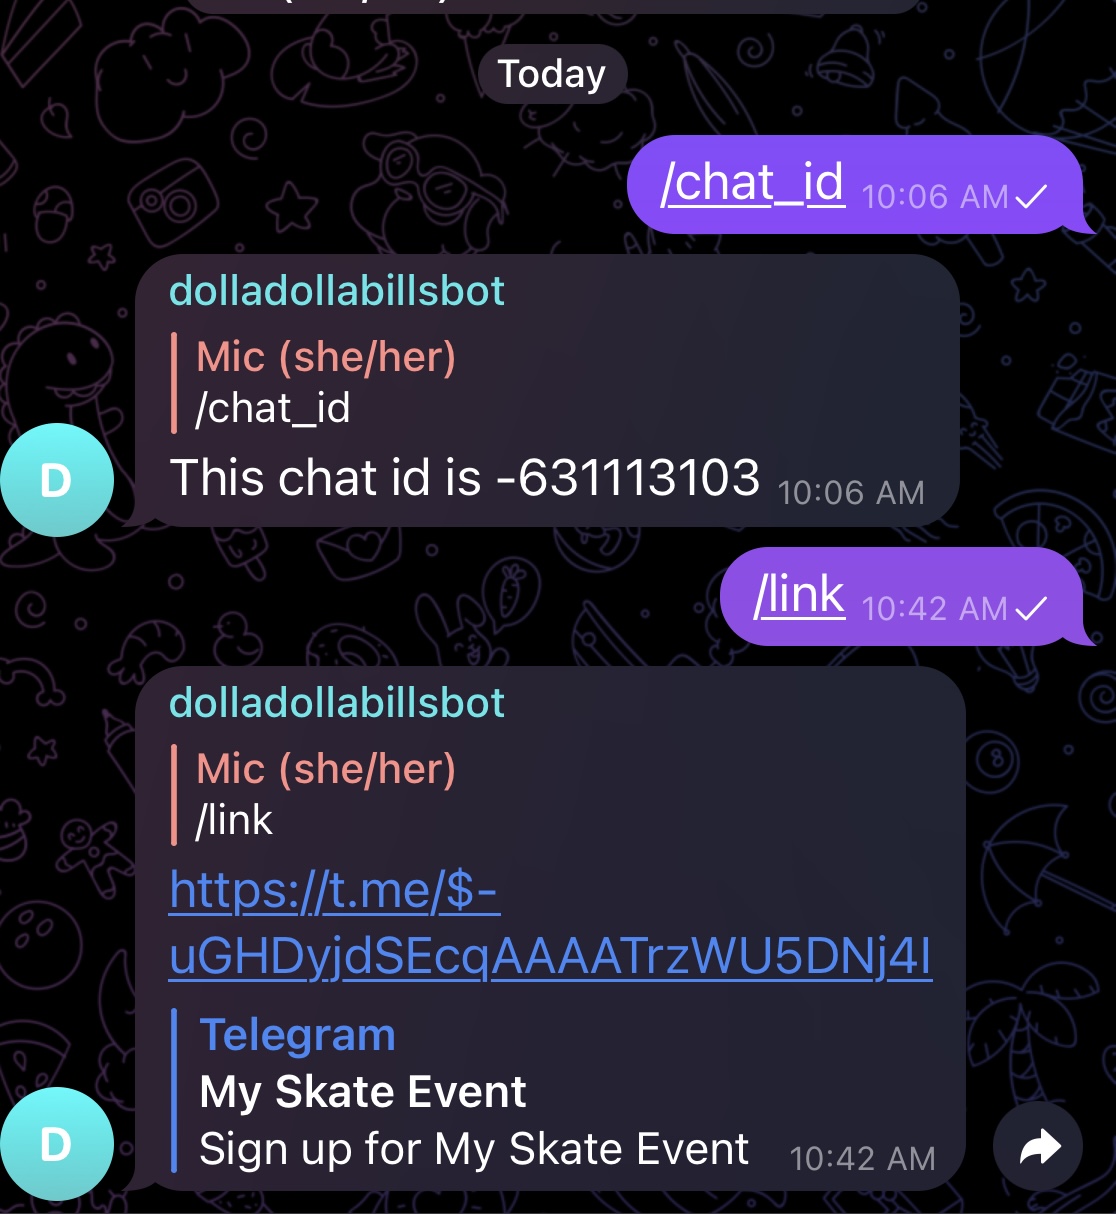 Today
/chat_id 10:06 AM
dolladollabillsbot
Mic (she/her)
/chat_id
This chat id is -631113103 10:06 AM
D
/link 10:42 AM
dolladollabillsbot
Mic (she/her)
/link
https://t.me/$-
uGHDyjdSEcqAAAATrzWU5DNj4I
Telegram
My Skate Event
Sign up for My Skate Event 10:42 AM
D